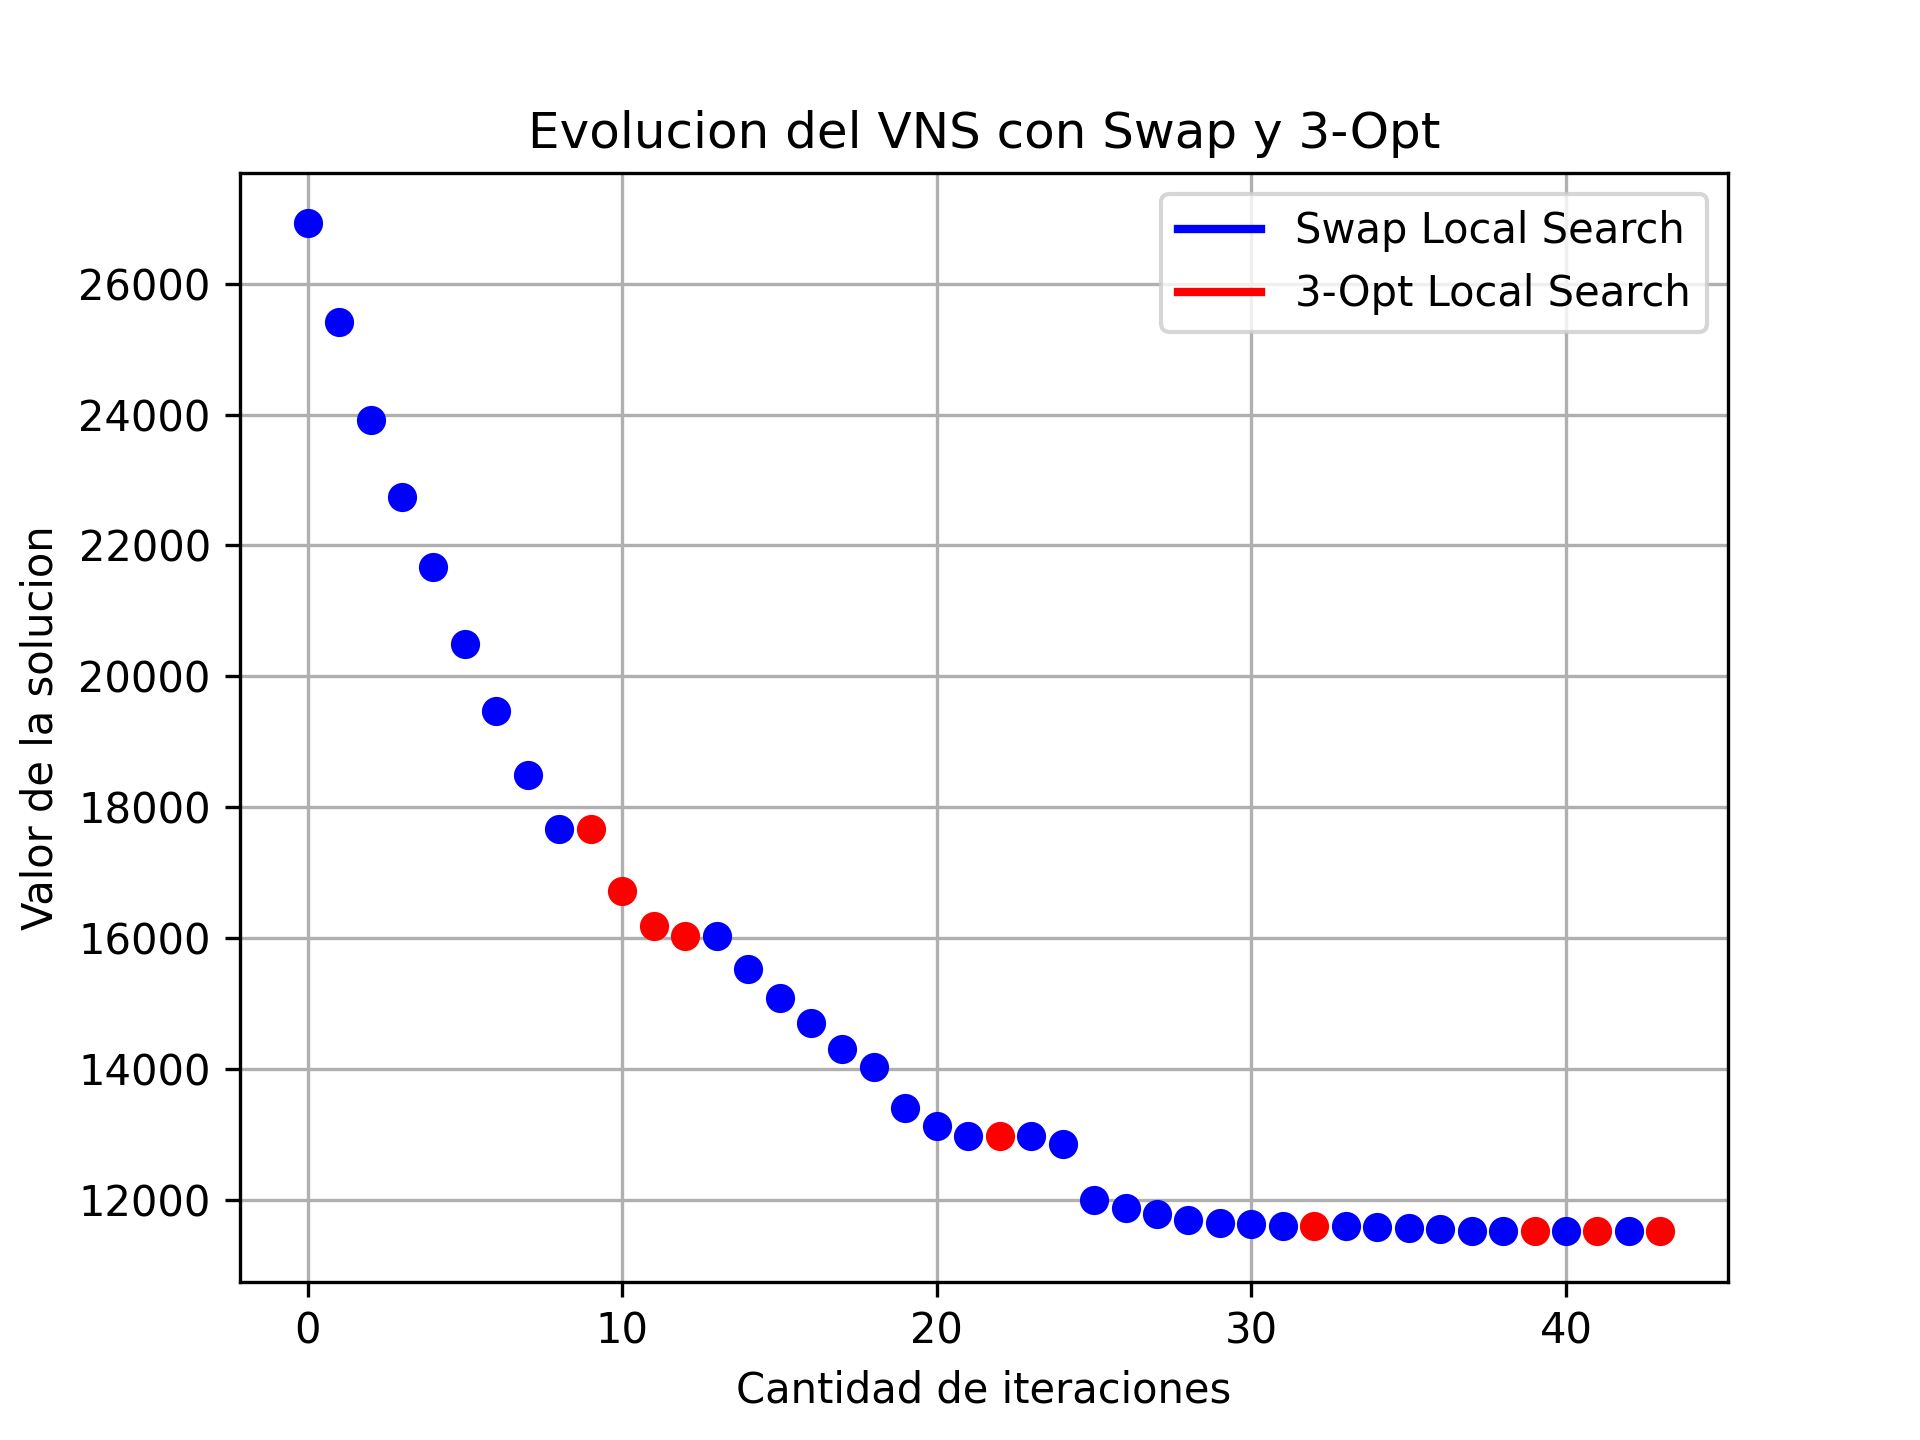 Evolucion del VNS con Swap y 3-Opt
Swap Local Search
3-Opt Local Search
Valor de la solucion
26000
24000
22000
20000
18000
16000
14000
12000
0 10 20 30 40
Cantidad de iteraciones